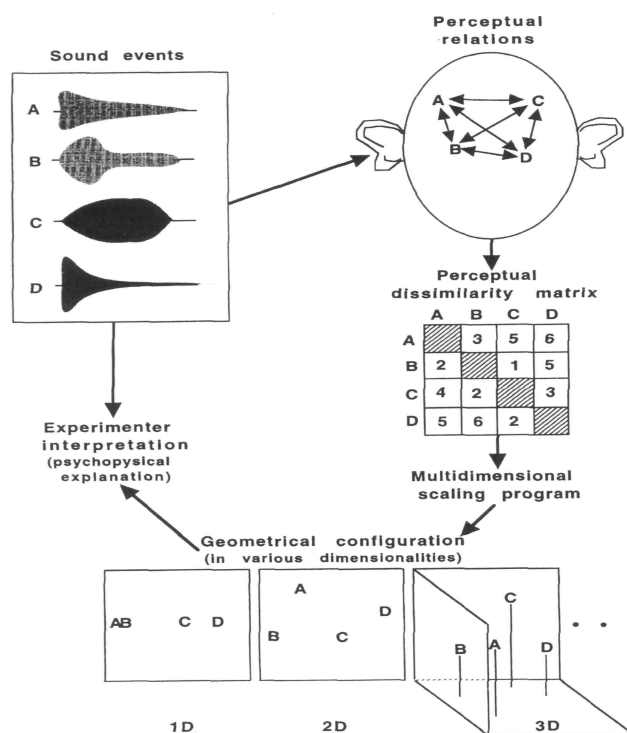 Sound events
A
B
C
D
Perceptual
relations
A C
B D
Perceptual
dissimilarity matrix
A B C D
A 3 5 6
B 2 1 5
C 4 2 3
D 5 6 2
Multidimensional
scaling program
Experimenter
interpretation
(psychopysical
explanation)
Geometrical configuration
(in various dimensionalities)
AB C D
A
B C D
C
B A D
1D 2D 3D